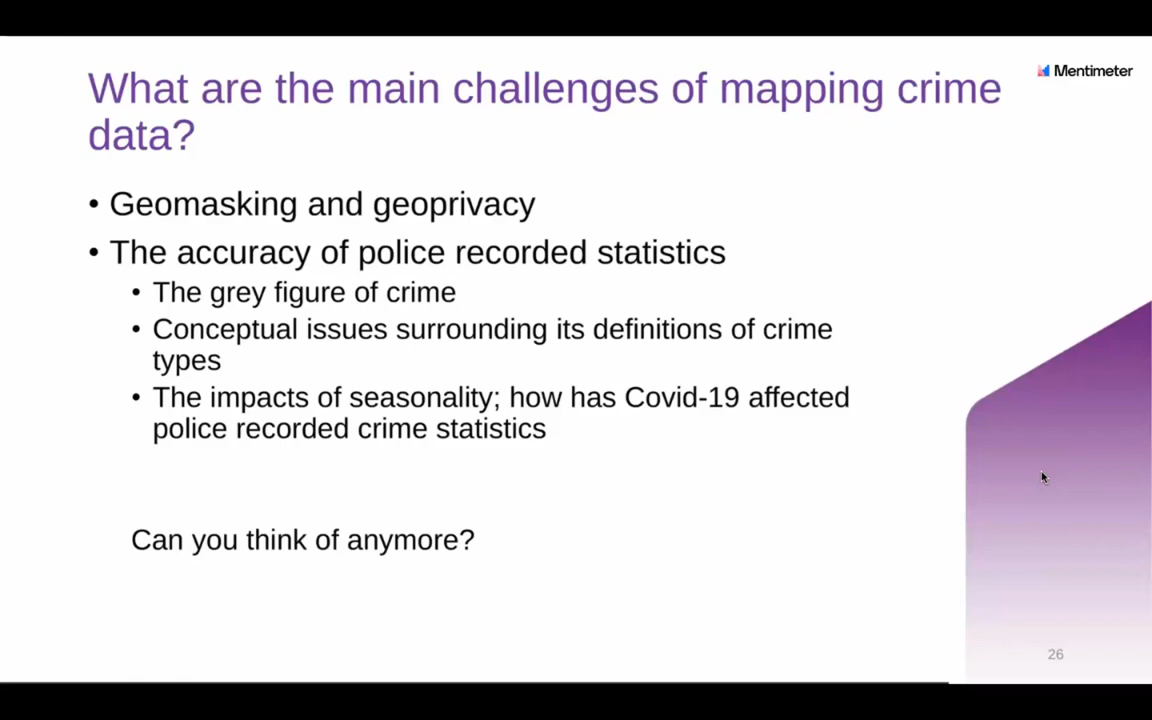 What are the main challenges of mapping crime
data?
Mentimeter
• Geomasking and geoprivacy
• The accuracy of police recorded statistics
• The grey figure of crime
• Conceptual issues surrounding its definitions of crime
types
• The impacts of seasonality; how has Covid-19 affected
police recorded crime statistics
Can you think of anymore?
26